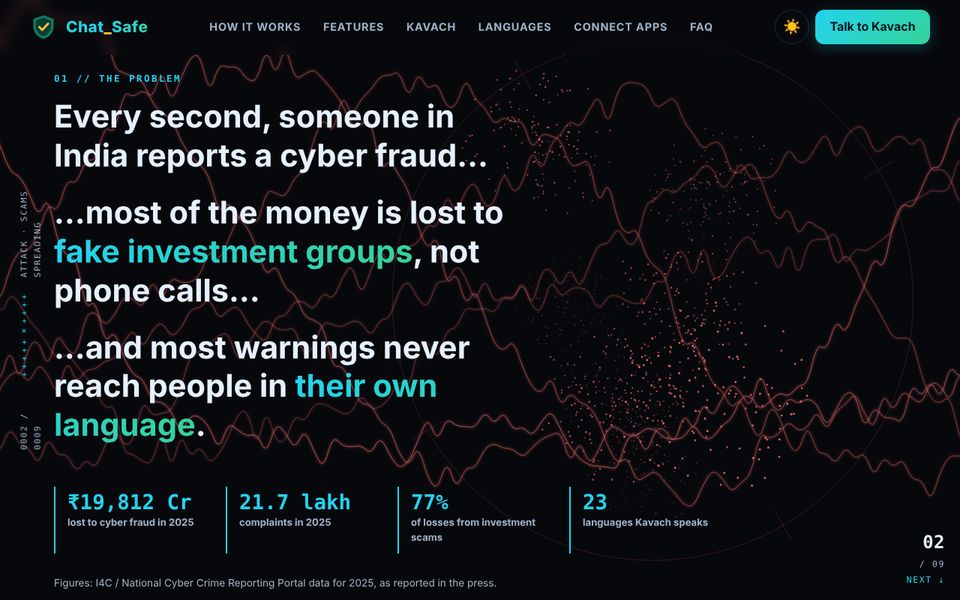 Chat_Safe
HOW IT WORKS
FEATURES
KAVACH
LANGUAGES
CONNECT APPS
FAQ
Talk to Kavach
01 // THE PROBLEM
Every second, someone in
India reports a cyber fraud...
...most of the money is lost to
fake investment groups, not
phone calls...
...and most warnings never
reach people in their own
language.
ATTACK · SCAMS
SPREADING
++++×++++
0002 /
0009
₹19,812 Cr
lost to cyber fraud in 2025
21.7 lakh
complaints in 2025
77%
of losses from investment
scams
23
languages Kavach speaks
Figures: I4C / National Cyber Crime Reporting Portal data for 2025, as reported in the press.
02
/ 09
NEXT ↓